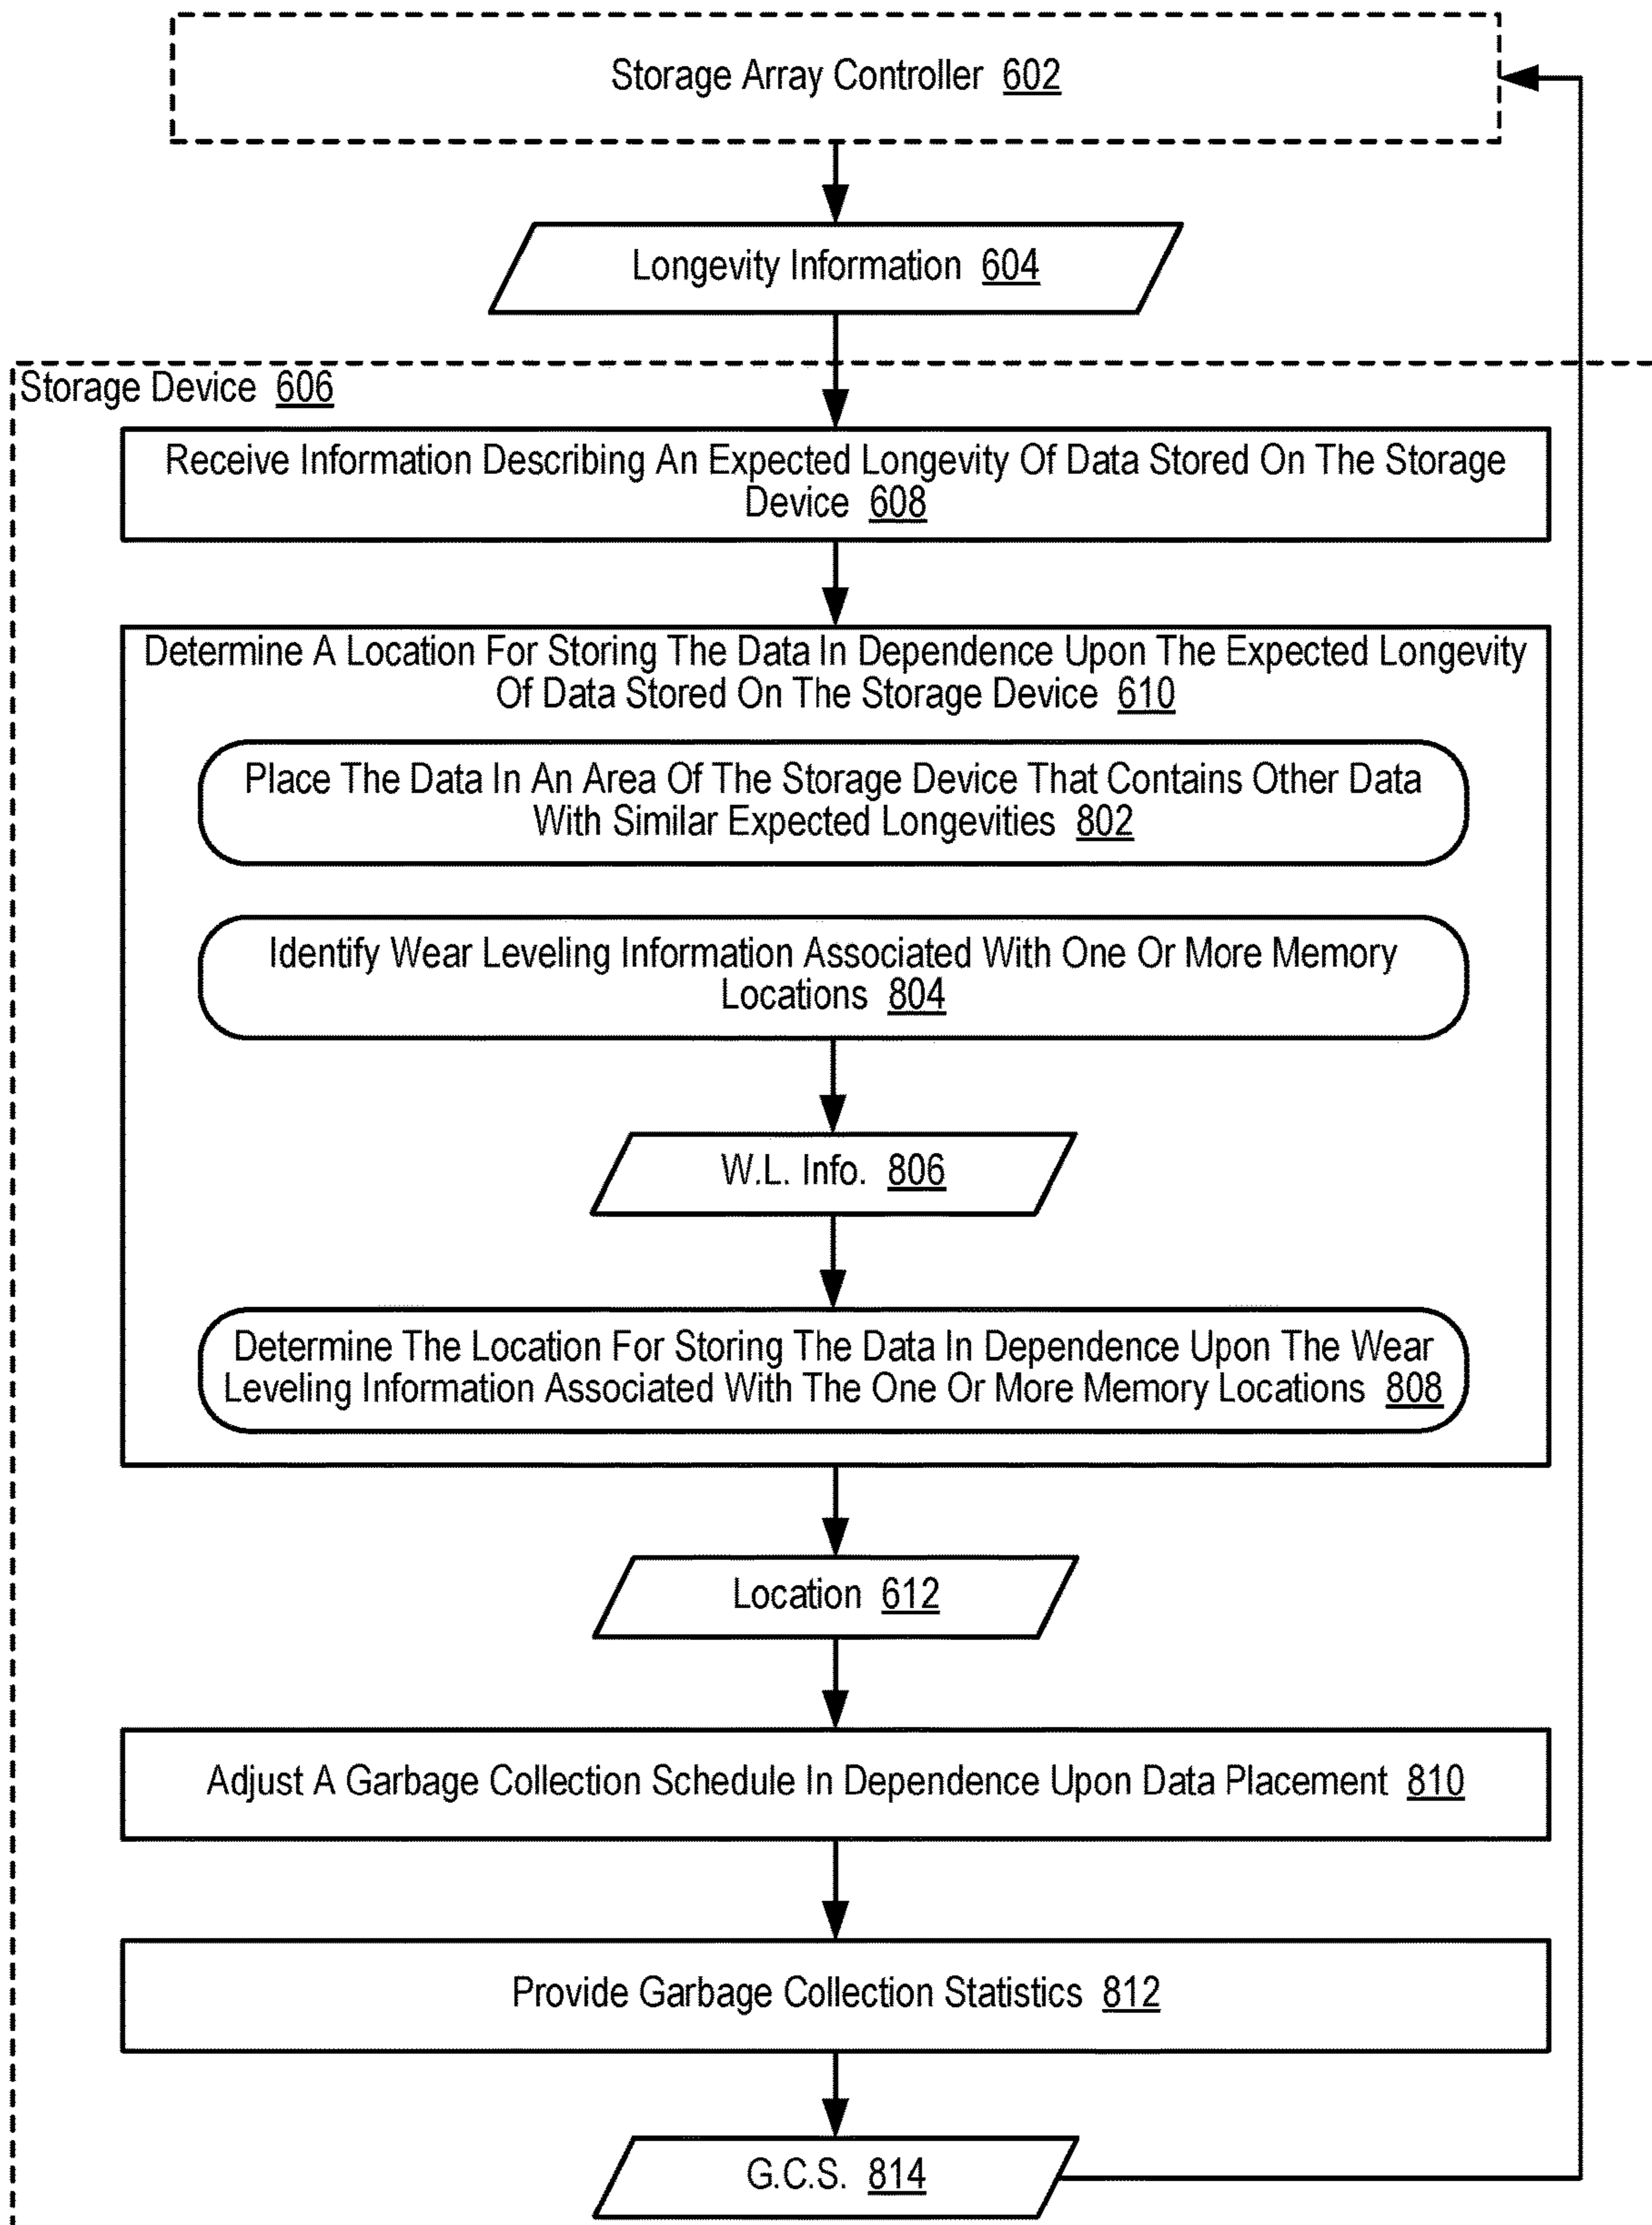 Storage Array Controller 602
Longevity Information 604
Storage Device 606
Receive Information Describing An Expected Longevity Of Data Stored On The Storage
Device 608
Determine A Location For Storing The Data In Dependence Upon The Expected Longevity
Of Data Stored On The Storage Device 610
Place The Data In An Area Of The Storage Device That Contains Other Data
With Similar Expected Longevities 802
Identify Wear Leveling Information Associated With One Or More Memory
Locations 804
W.L. Info. 806
Determine The Location For Storing The Data In Dependence Upon The Wear
Leveling Information Associated With The One Or More Memory Locations 808
Location 612
Adjust A Garbage Collection Schedule In Dependence Upon Data Placement 810
Provide Garbage Collection Statistics 812
G.C.S. 814